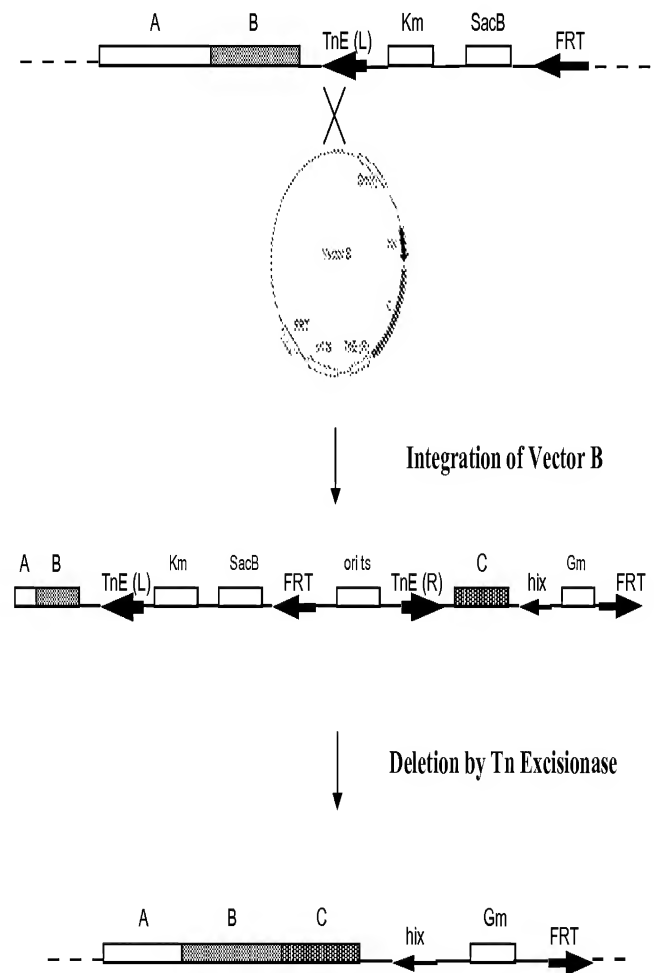 A B TnE (L) Km SacB FRT
Vector B
Integration of Vector B
A B TnE (L) Km SacB FRT ori ts TnE (R) C hix Gm FRT
Deletion by Tn Excisionase
A B C hix Gm FRT